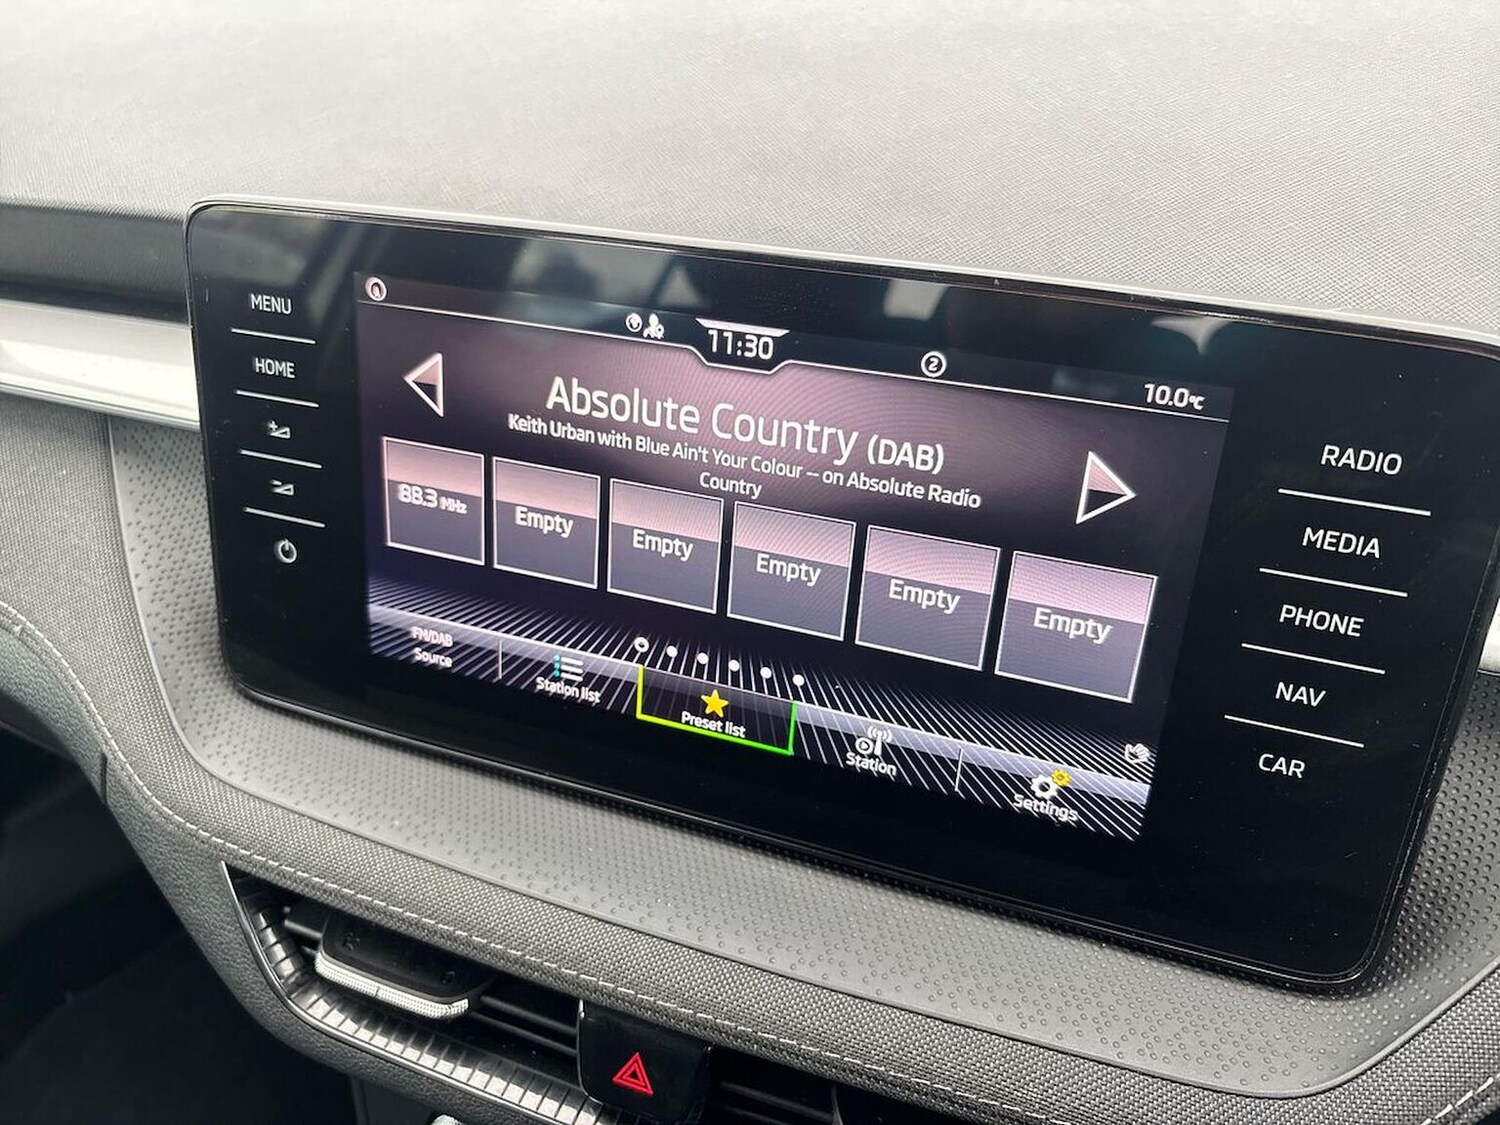 MENU
HOME
11:30
2
10.0°C
Absolute Country (DAB)
Keith Urban with Blue Ain't Your Colour -- on Absolute Radio
Country
88.3 MHz
Empty
Empty
Empty
Empty
Empty
FM/DAB
Source
Station list
Preset list
Station
Settings
RADIO
MEDIA
PHONE
NAV
CAR